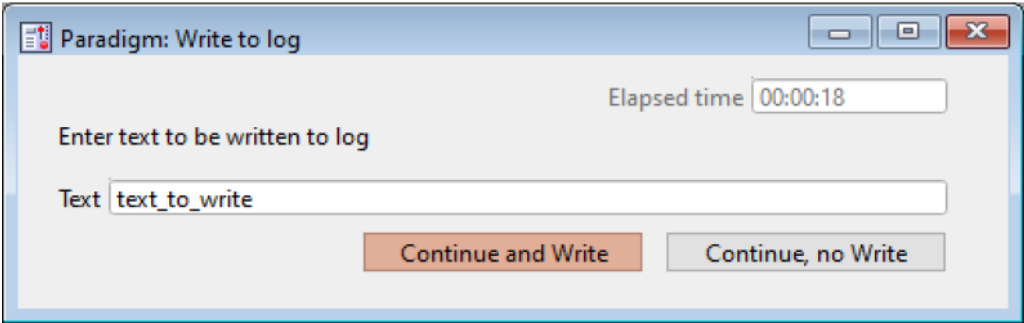 Paradigm: Write to log
Elapsed time 00:00:18
Enter text to be written to log
Text text_to_write
Continue and Write Continue, no Write